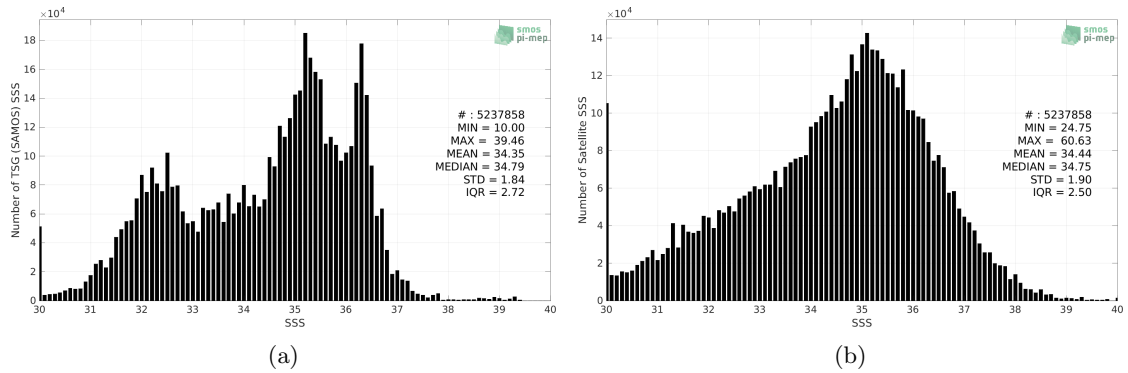 ×10⁴
smos
pi-mep
Number of TSG (SAMOS) SSS
18
16
14
12
10
8
6
4
2
0
# : 5237858
MIN = 10.00
MAX = 39.46
MEAN = 34.35
MEDIAN = 34.79
STD = 1.84
IQR = 2.72
30 31 32 33 34 35 36 37 38 39 40
SSS
(a)
×10⁴
smos
pi-mep
Number of Satellite SSS
14
12
10
8
6
4
2
0
# : 5237858
MIN = 24.75
MAX = 60.63
MEAN = 34.44
MEDIAN = 34.75
STD = 1.90
IQR = 2.50
30 31 32 33 34 35 36 37 38 39 40
SSS
(b)